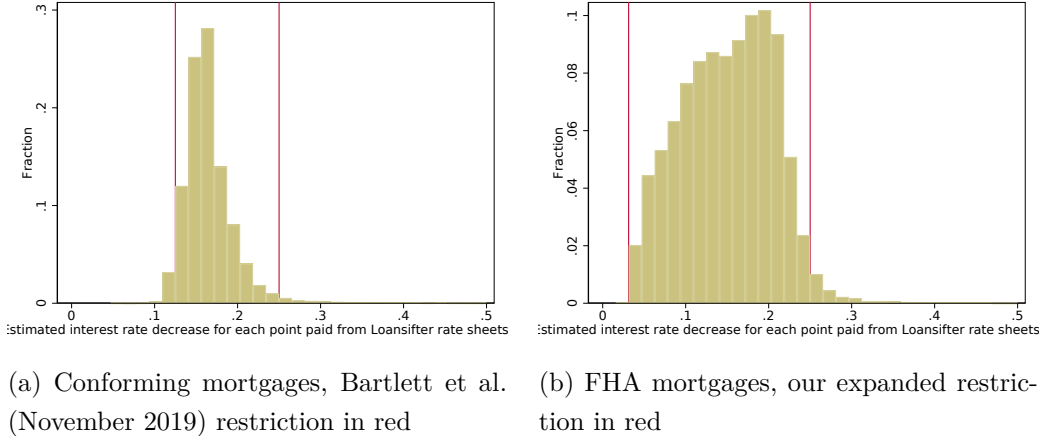 .3
.2
.1
0
Fraction
0 .1 .2 .3 .4 .5
Estimated interest rate decrease for each point paid from Loansifter rate sheets
(a) Conforming mortgages, Bartlett et al.
(November 2019) restriction in red
.1
.08
.06
.04
.02
0
Fraction
0 .1 .2 .3 .4 .5
Estimated interest rate decrease for each point paid from Loansifter rate sheets
(b) FHA mortgages, our expanded restric-
tion in red